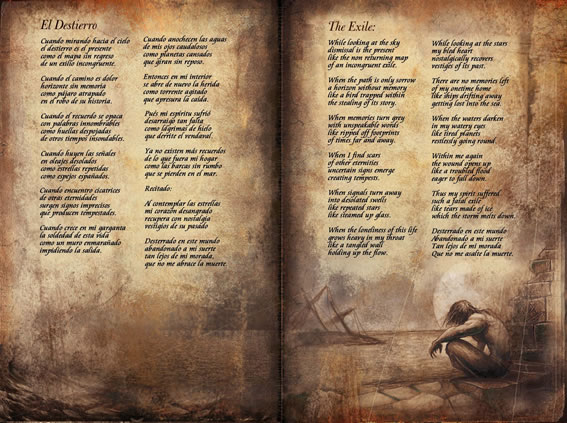 El Destierro
Cuando mirando hacia el cielo
el destierro es el presente
como el mapa sin regreso
de un exilio incongruente.
Cuando el camino es dolor
horizonte sin memoria
como pájaro atrapado
en el robo de su historia.
Cuando el recuerdo se opaca
con palabras innombrables
como huellas despojadas
de otros tiempos insondables.
Cuando huyen las señales
en oleajes desolados
como estrellas repetidas
como espejos empañados.
Cuando encuentro cicatrices
de otras eternidades
surgen signos imprecisos
que producen tempestades.
Cuando crece en mi garganta
la soledad de esta vida
como un muro enmarañado
impidiendo la salida.
Cuando anochecen las aguas
de mis ojos caudalosos
como planetas cansados
que giran sin reposo.
Entonces en mi interior
se abre de nuevo la herida
como torrente agitado
que apresura la caída.
Pués mi espíritu sufrió
desarraigo tan fatal
como lágrimas de hielo
que derrite el vendaval.
Ya no existen más recuerdos
de lo que fuera mi hogar
como las barcas sin rumbo
que se pierden en el mar.
Recitado:
Al contemplar las estrellas
mi corazón desangrado
recupera con nostalgia
vestigios de su pasado
Desterrado en este mundo
abandonado a mi suerte
tan lejos de mi morada,
que no me abrace la muerte.
The Exile:
While looking at the sky
dismissal is the present
like the non returning map
of an incongruent exile.
When the path is only sorrow
a horizon without memory
like a bird trapped within
the stealing of its story.
When memories turn grey
with unspeakable words
like ripped off footprints
of times far and away.
When I find scars
of other eternities
uncertain signs emerge
creating tempests.
When signals turn away
into desolated swells
like repeated stars
like steamed up glass.
When the loneliness of this life
grows heavy in my throat
like a tangled wall
holding up the flow.
While looking at the stars
my bled heart
nostalgically recovers
vestiges of its past.
There are no memories left
of my onetime home
like ships drifting away
getting lost into the sea.
When the waters darken
in my watery eyes
like bired planets
restlessly going round.
Within me again
the wound opens up
like a troubled flood
eager to fall down.
Thus my spirit suffered
such a fatal exile
like tears made of ice
which the storm melts down.
Desterrado en este mundo
Abandonado a mi suerte
Tan lejos de mi morada
Que no me asalte la muerte.